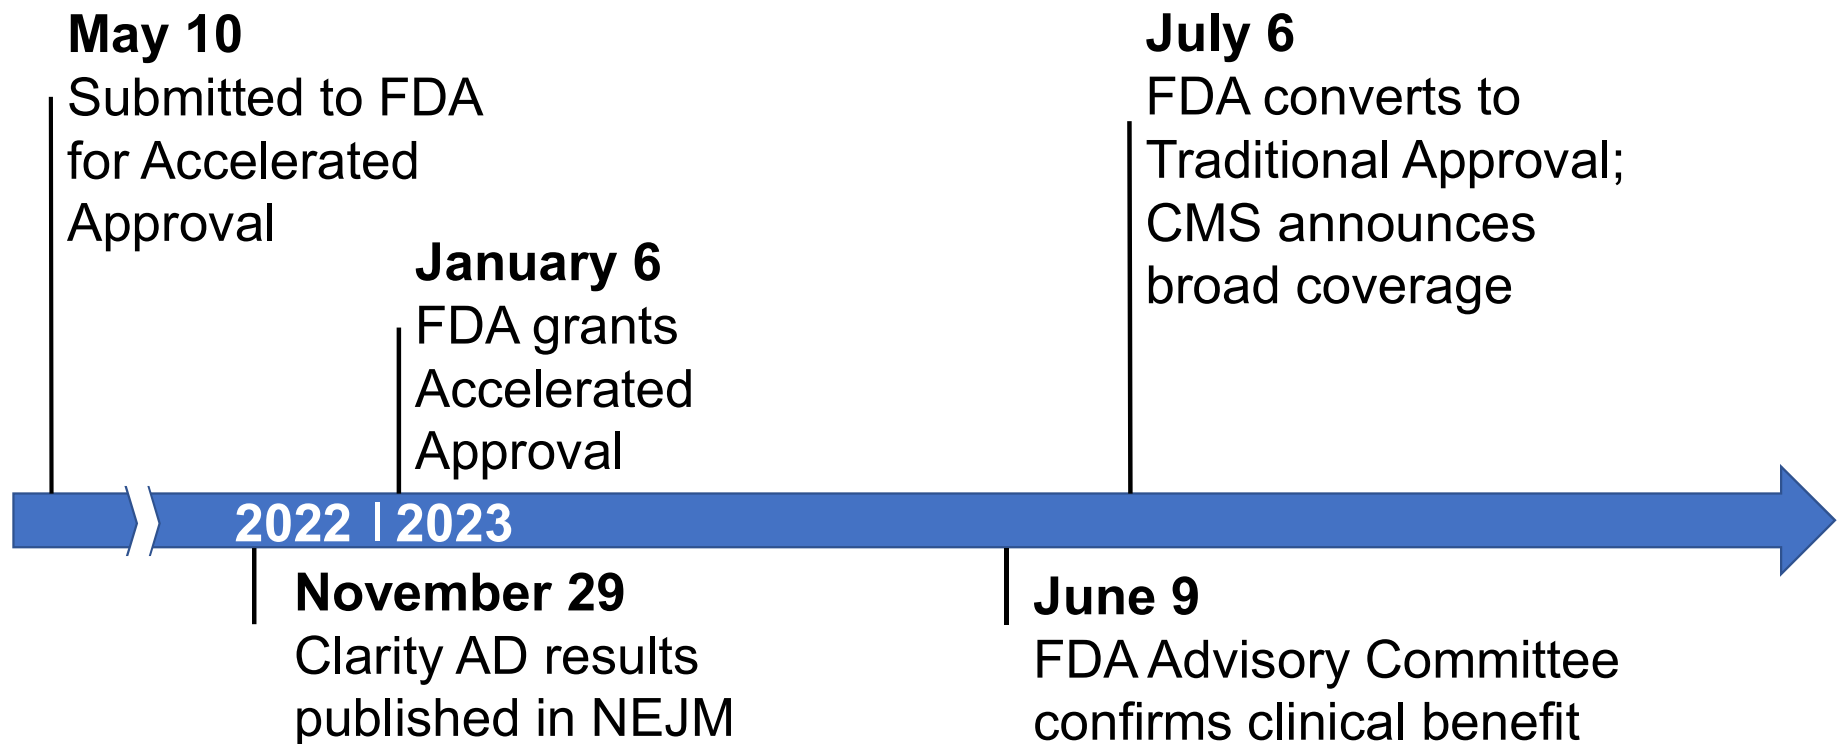 May 10
Submitted to FDA
for Accelerated
Approval
January 6
FDA grants
Accelerated
Approval
July 6
FDA converts to
Traditional Approval;
CMS announces
broad coverage
2022 | 2023
November 29
Clarity AD results
published in NEJM
June 9
FDA Advisory Committee
confirms clinical benefit